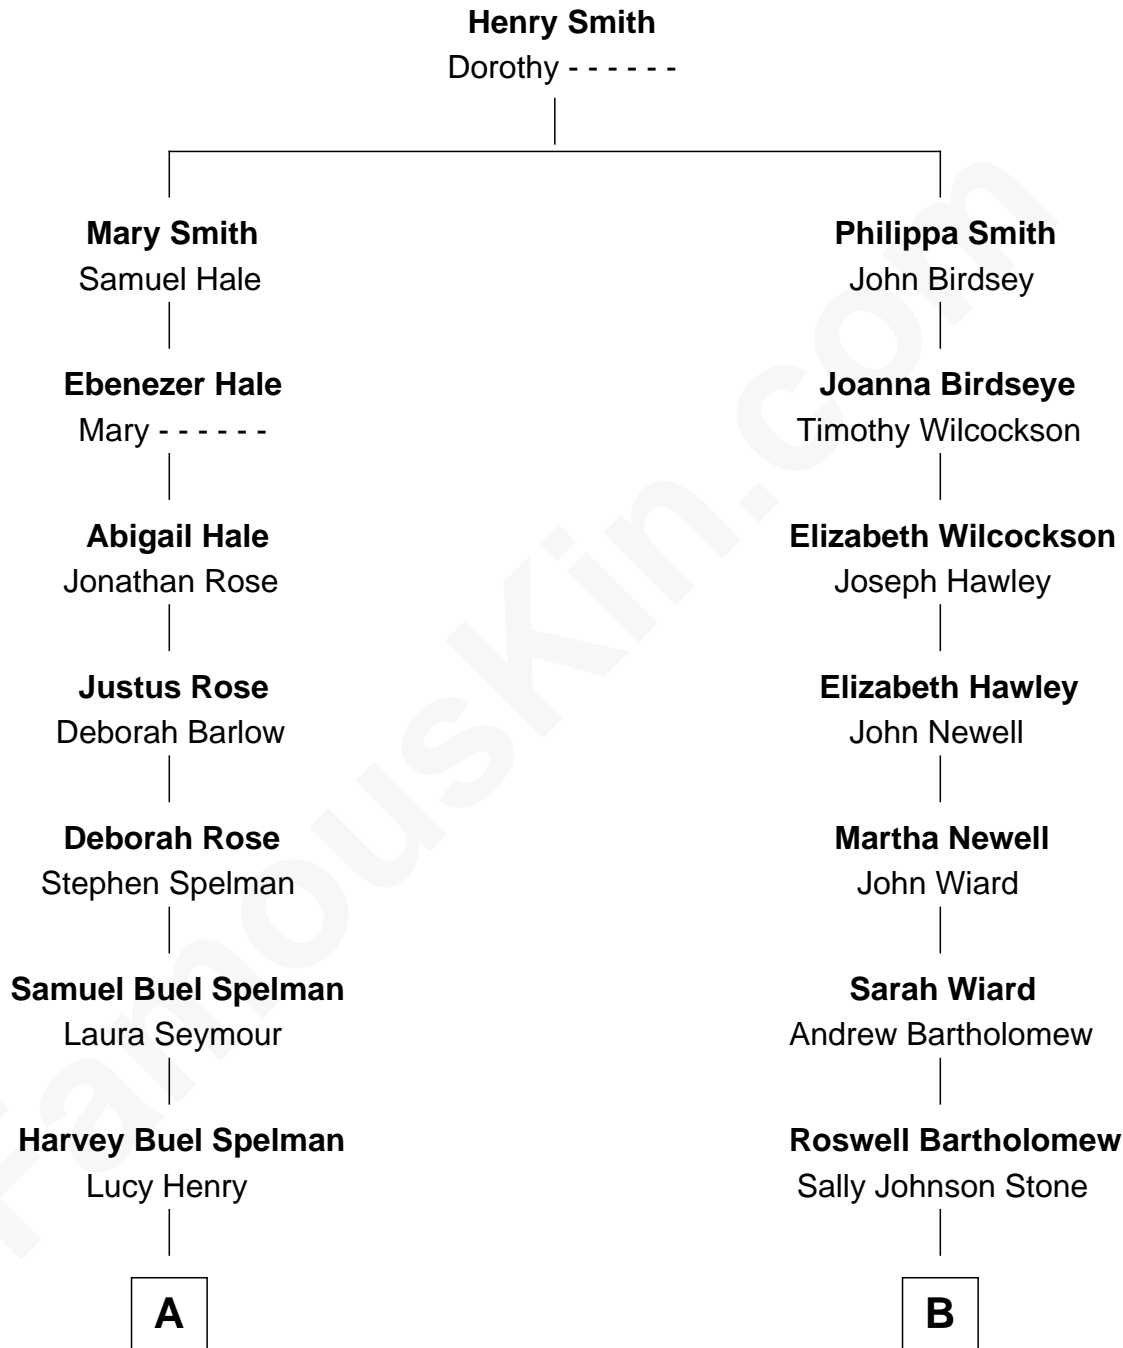 Henry Smith
Dorothy - - - - - -
Mary Smith
Samuel Hale
Philippa Smith
John Birdsey
Ebenezer Hale
Mary - - - - - -
Joanna Birdseye
Timothy Wilcockson
Abigail Hale
Jonathan Rose
Elizabeth Wilcockson
Joseph Hawley
Justus Rose
Deborah Barlow
Elizabeth Hawley
John Newell
Deborah Rose
Stephen Spelman
Martha Newell
John Wiard
Samuel Buel Spelman
Laura Seymour
Sarah Wiard
Andrew Bartholomew
Harvey Buel Spelman
Lucy Henry
Roswell Bartholomew
Sally Johnson Stone
A
B
FamousKin.com